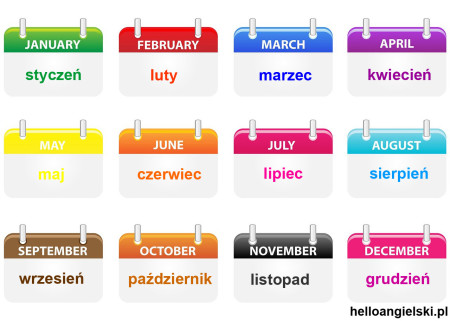 JANUARY FEBRUARY MARCH APRIL
styczeń luty marzec kwiecień
MAY JUNE JULY AUGUST
maj czerwiec lipiec sierpień
SEPTEMBER OCTOBER NOVEMBER DECEMBER
wrzesień październik listopad grudzień
helloangielski.pl